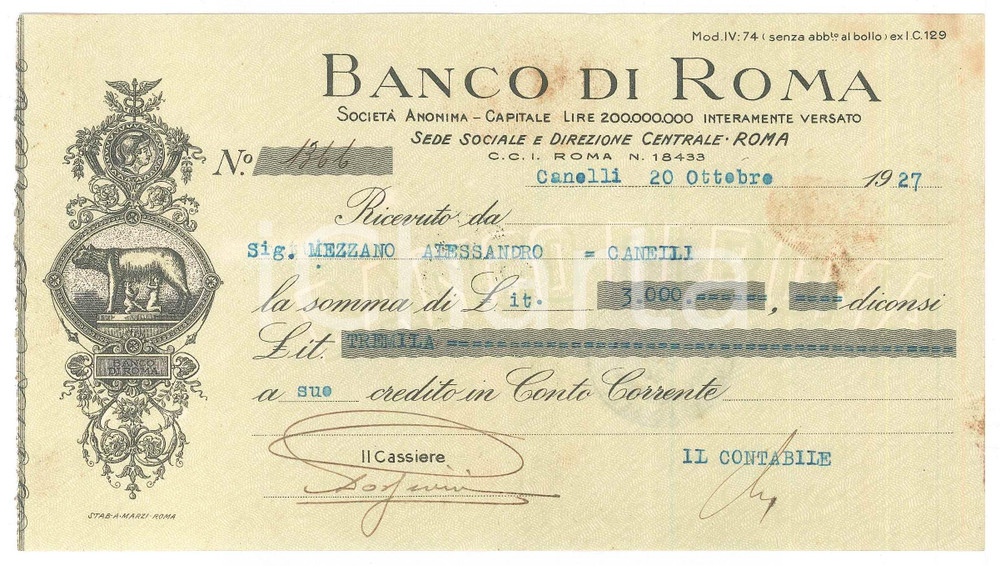 Mod. IV: 74 (senza abb.to al bollo) ex I.C. 129
BANCO DI ROMA
SOCIETÀ ANONIMA - CAPITALE LIRE 200.000.000 INTERAMENTE VERSATO
SEDE SOCIALE E DIREZIONE CENTRALE · ROMA
C.C.I. ROMA N. 18433
N.o 1366
Canelli 20 Ottobre 1927
Ricevuto da
Sig. MEZZANO ALESSANDRO = CANELLI
la somma di Lit. 3.000.======, ==== diconsi
Lit. TREMILA ========================================
a suo credito in Conto Corrente
BANCO DI ROMA
Il Cassiere
IL CONTABILE
STAB. A. MARZI - ROMA